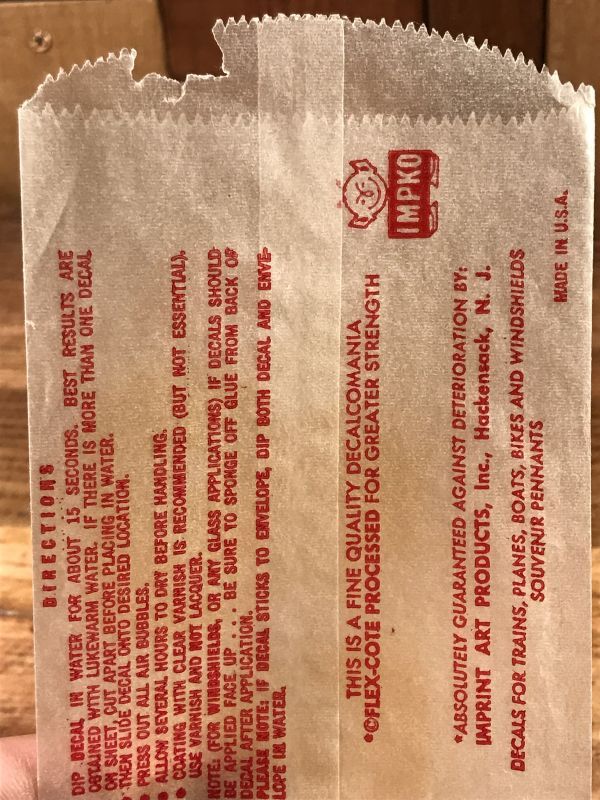 DIRECTIONS
DIP DECAL IN WATER FOR ABOUT 15 SECONDS. BEST RESULTS ARE
OBTAINED WITH LUKEWARM WATER. IF THERE IS MORE THAN ONE DECAL
ON SHEET, CUT APART BEFORE PLACING IN WATER.
• THEN SLIDE DECAL ONTO DESIRED LOCATION.
• PRESS OUT ALL AIR BUBBLES.
• ALLOW SEVERAL HOURS TO DRY BEFORE HANDLING.
• COATING WITH CLEAR VARNISH IS RECOMMENDED (BUT NOT ESSENTIAL),
USE VARNISH AND NOT LACQUER.
NOTE: (FOR WINDSHIELDS, OR ANY GLASS APPLICATIONS) IF DECALS SHOULD
BE APPLIED FACE UP . . . BE SURE TO SPONGE OFF GLUE FROM BACK OF
DECAL AFTER APPLICATION.
PLEASE NOTE: IF DECAL STICKS TO ENVELOPE, DIP BOTH DECAL AND ENVE-
LOPE IN WATER.
IMPKO
THIS IS A FINE QUALITY DECALCOMANIA
*©FLEX-COTE PROCESSED FOR GREATER STRENGTH
*ABSOLUTELY GUARANTEED AGAINST DETERIORATION BY:
IMPRINT ART PRODUCTS, Inc., Hackensack, N. J.
DECALS FOR TRAINS, PLANES, BOATS, BIKES AND WINDSHIELDS
SOUVENIR PENNANTS
MADE IN U.S.A.